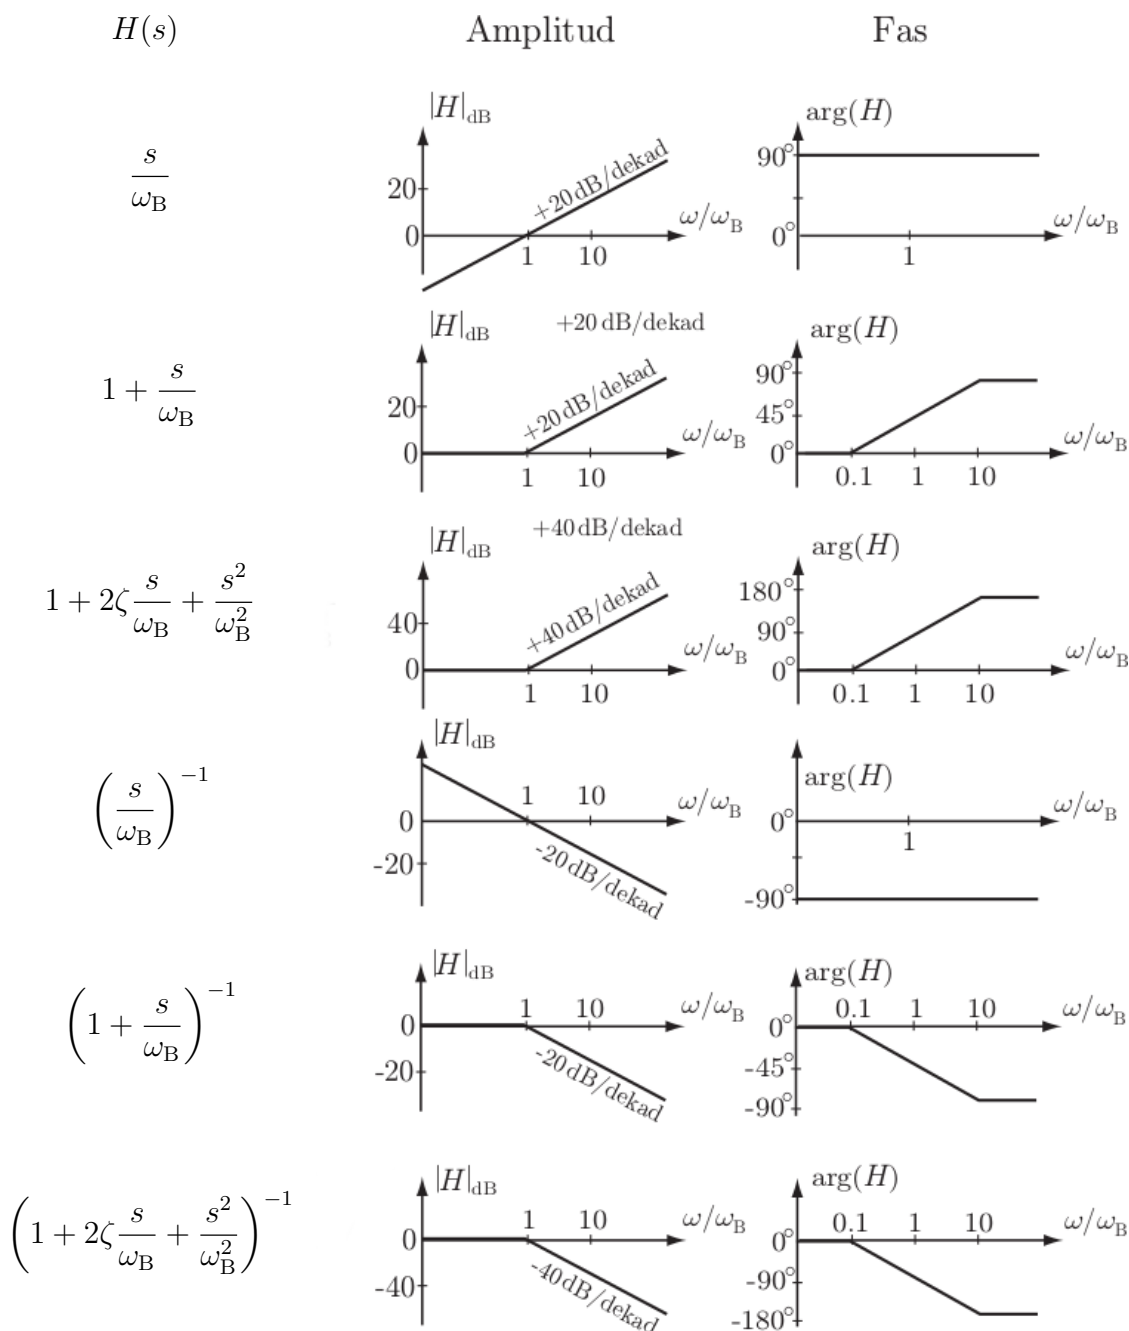 H(s) Amplitud Fas
s/ω_B
|H|_dB
20
0
+20 dB/dekad
ω/ω_B
1 10
arg(H)
90°
0°
ω/ω_B
1
1 + s/ω_B
|H|_dB
+20 dB/dekad
20
0
+20 dB/dekad
ω/ω_B
1 10
arg(H)
90°
45°
0°
ω/ω_B
0.1 1 10
1 + 2ζ s/ω_B + s²/ω_B²
|H|_dB
+40 dB/dekad
40
0
+40 dB/dekad
ω/ω_B
1 10
arg(H)
180°
90°
0°
ω/ω_B
0.1 1 10
(s/ω_B)⁻¹
|H|_dB
1 10
ω/ω_B
0
-20
-20 dB/dekad
arg(H)
ω/ω_B
0°
1
-90°
(1 + s/ω_B)⁻¹
|H|_dB
1 10
ω/ω_B
0
-20
-20 dB/dekad
arg(H)
0.1 1 10
ω/ω_B
0°
-45°
-90°
(1 + 2ζ s/ω_B + s²/ω_B²)⁻¹
|H|_dB
1 10
ω/ω_B
0
-40
-40 dB/dekad
arg(H)
0.1 1 10
ω/ω_B
0°
-90°
-180°